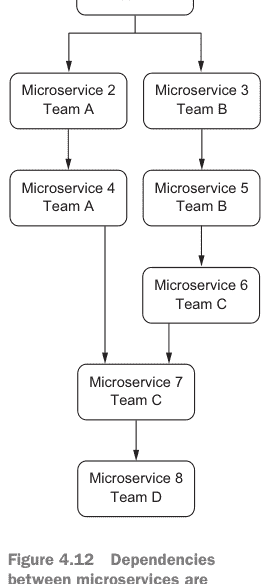 Microservice 2
Team A
Microservice 3
Team B
Microservice 4
Team A
Microservice 5
Team B
Microservice 6
Team C
Microservice 7
Team C
Microservice 8
Team D
Figure 4.12 Dependencies
between microservices are